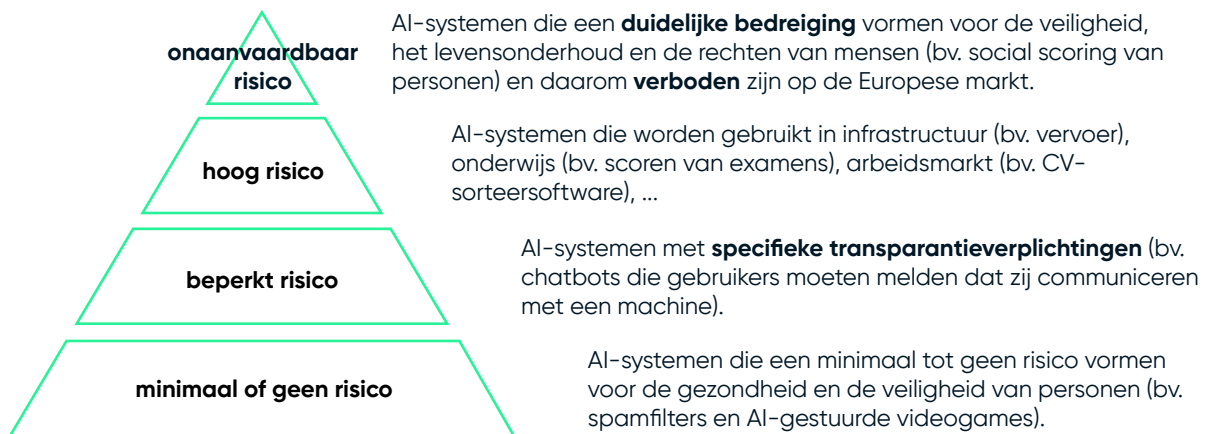 onaanvaardbaar
risico
AI-systemen die een duidelijke bedreiging vormen voor de veiligheid,
het levensonderhoud en de rechten van mensen (bv. social scoring van
personen) en daarom verboden zijn op de Europese markt.
hoog risico
AI-systemen die worden gebruikt in infrastructuur (bv. vervoer),
onderwijs (bv. scoren van examens), arbeidsmarkt (bv. CV-
sorteersoftware), ...
beperkt risico
AI-systemen met specifieke transparantieverplichtingen (bv.
chatbots die gebruikers moeten melden dat zij communiceren
met een machine).
minimaal of geen risico
AI-systemen die een minimaal tot geen risico vormen
voor de gezondheid en de veiligheid van personen (bv.
spamfilters en AI-gestuurde videogames).